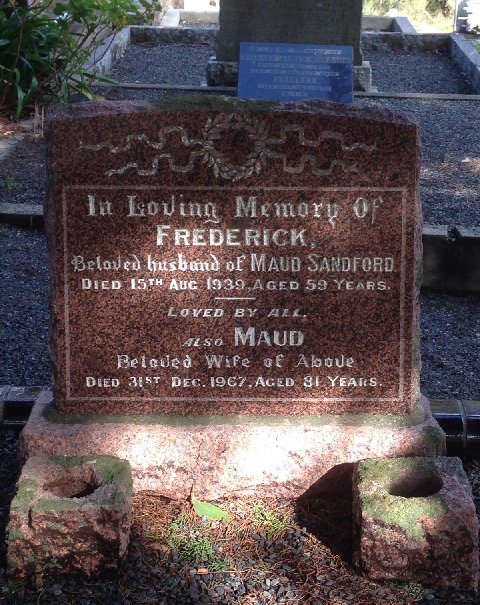 In Loving Memory Of
FREDERICK,
Beloved husband of MAUD SANDFORD
DIED 15TH AUG 1939, AGED 59 YEARS.
LOVED BY ALL.
ALSO MAUD
Beloved Wife of Above
DIED 31ST DEC. 1967, AGED 81 YEARS.